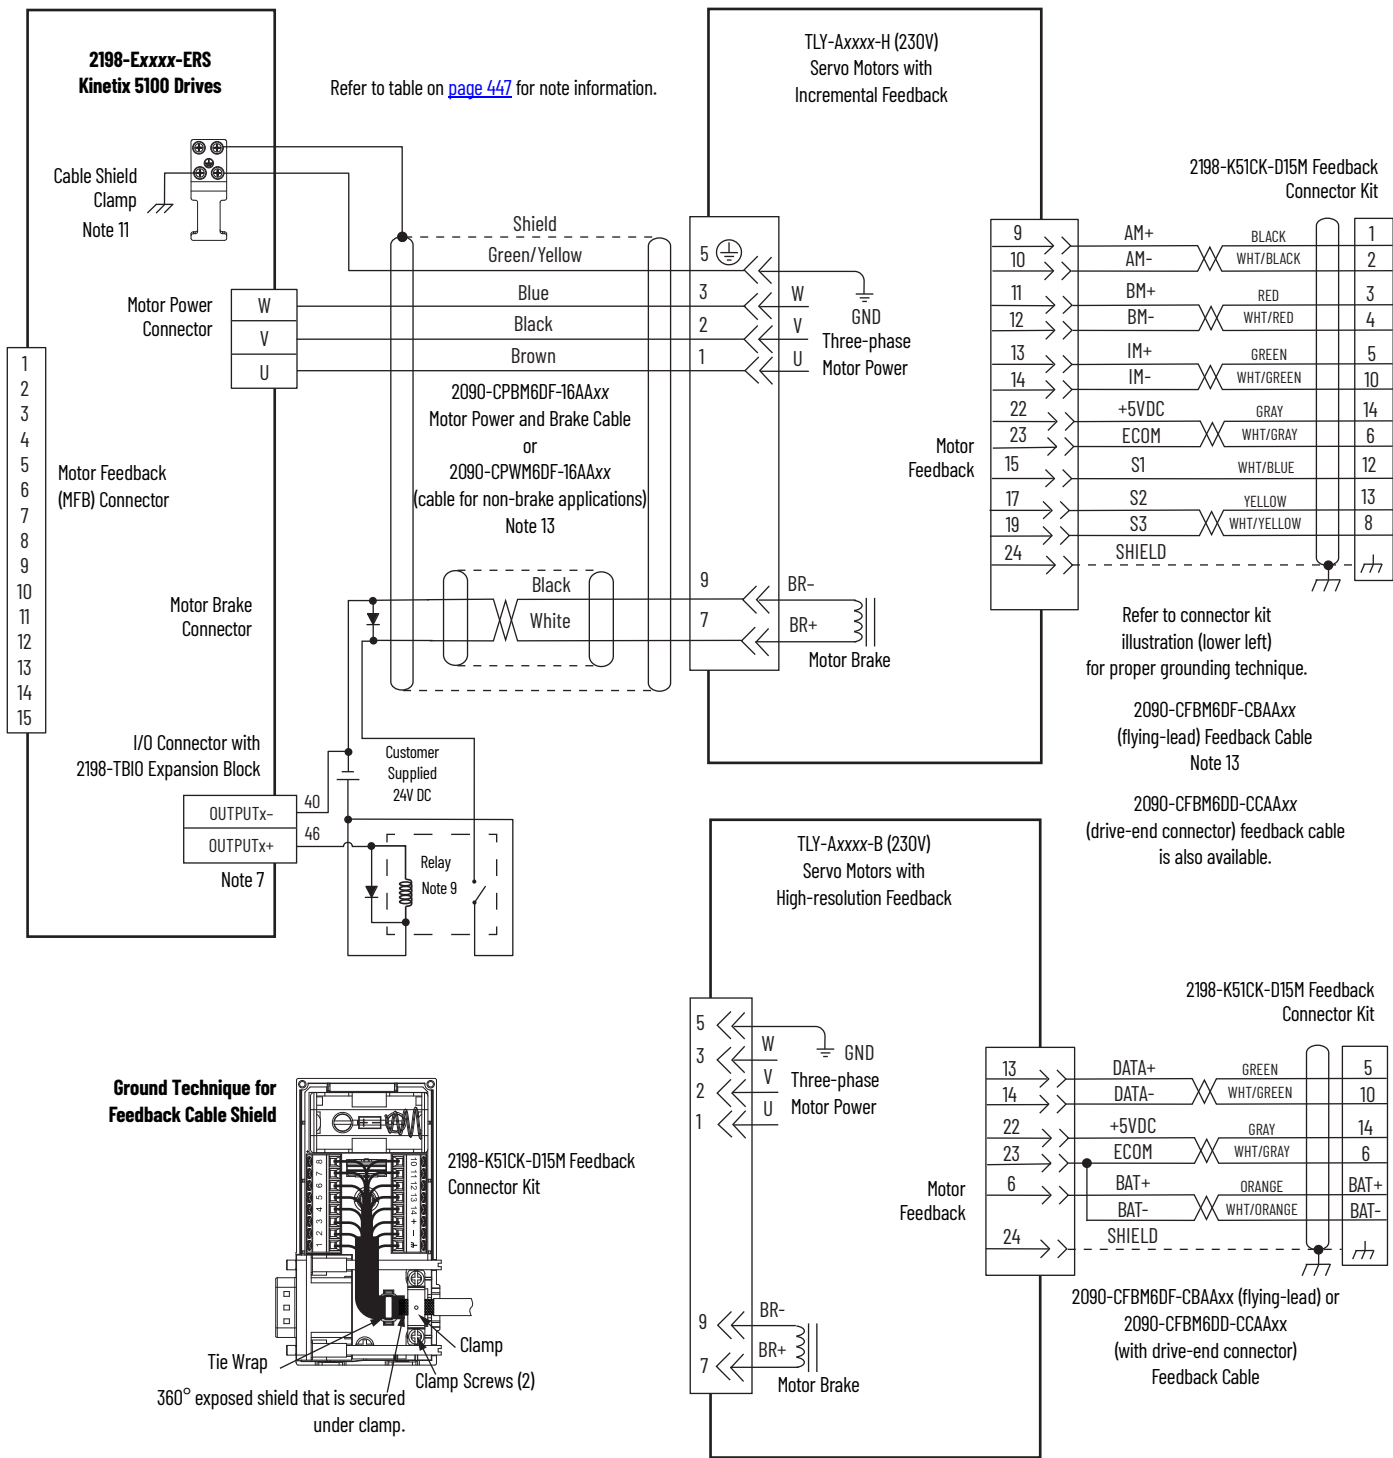 2198-Exxxx-ERS
Kinetix 5100 Drives
Refer to table on page 447 for note information.
TLY-Axxxx-H (230V)
Servo Motors with
Incremental Feedback
Cable Shield
Clamp
Note 11
2198-K51CK-D15M Feedback
Connector Kit
Shield
Green/Yellow
Blue
Black
Brown
Motor Power
Connector
W
V
U
5
3
2
1
W
V
U
GND
Three-phase
Motor Power
2090-CPBM6DF-16AAxx
Motor Power and Brake Cable
or
2090-CPWM6DF-16AAxx
(cable for non-brake applications)
Note 13
1
2
3
4
5
6
7
8
9
10
11
12
13
14
15
Motor Feedback
(MFB) Connector
Motor
Feedback
9 AM+ BLACK 1
10 AM- WHT/BLACK 2
11 BM+ RED 3
12 BM- WHT/RED 4
13 IM+ GREEN 5
14 IM- WHT/GREEN 10
22 +5VDC GRAY 14
23 ECOM WHT/GRAY 6
15 S1 WHT/BLUE 12
17 S2 YELLOW 13
19 S3 WHT/YELLOW 8
24 SHIELD
Motor Brake
Connector
Black
White
9
7
BR-
BR+
Motor Brake
Refer to connector kit
illustration (lower left)
for proper grounding technique.
2090-CFBM6DF-CBAAxx
(flying-lead) Feedback Cable
Note 13
2090-CFBM6DD-CCAAxx
(drive-end connector) feedback cable
is also available.
I/O Connector with
2198-TBIO Expansion Block
OUTPUTx- 40
OUTPUTx+ 46
Note 7
Customer
Supplied
24V DC
Relay
Note 9
TLY-Axxxx-B (230V)
Servo Motors with
High-resolution Feedback
5
3
2
1
W
V
U
GND
Three-phase
Motor Power
2198-K51CK-D15M Feedback
Connector Kit
Motor
Feedback
13 DATA+ GREEN 5
14 DATA- WHT/GREEN 10
22 +5VDC GRAY 14
23 ECOM WHT/GRAY 6
6 BAT+ ORANGE BAT+
BAT- WHT/ORANGE BAT-
24 SHIELD
2090-CFBM6DF-CBAAxx (flying-lead) or
2090-CFBM6DD-CCAAxx
(with drive-end connector)
Feedback Cable
9
7
BR-
BR+
Motor Brake
Ground Technique for
Feedback Cable Shield
2198-K51CK-D15M Feedback
Connector Kit
8 10
7 11
6 12
5 13
4 14
3 +
2 -
1
Clamp
Tie Wrap
Clamp Screws (2)
360° exposed shield that is secured
under clamp.